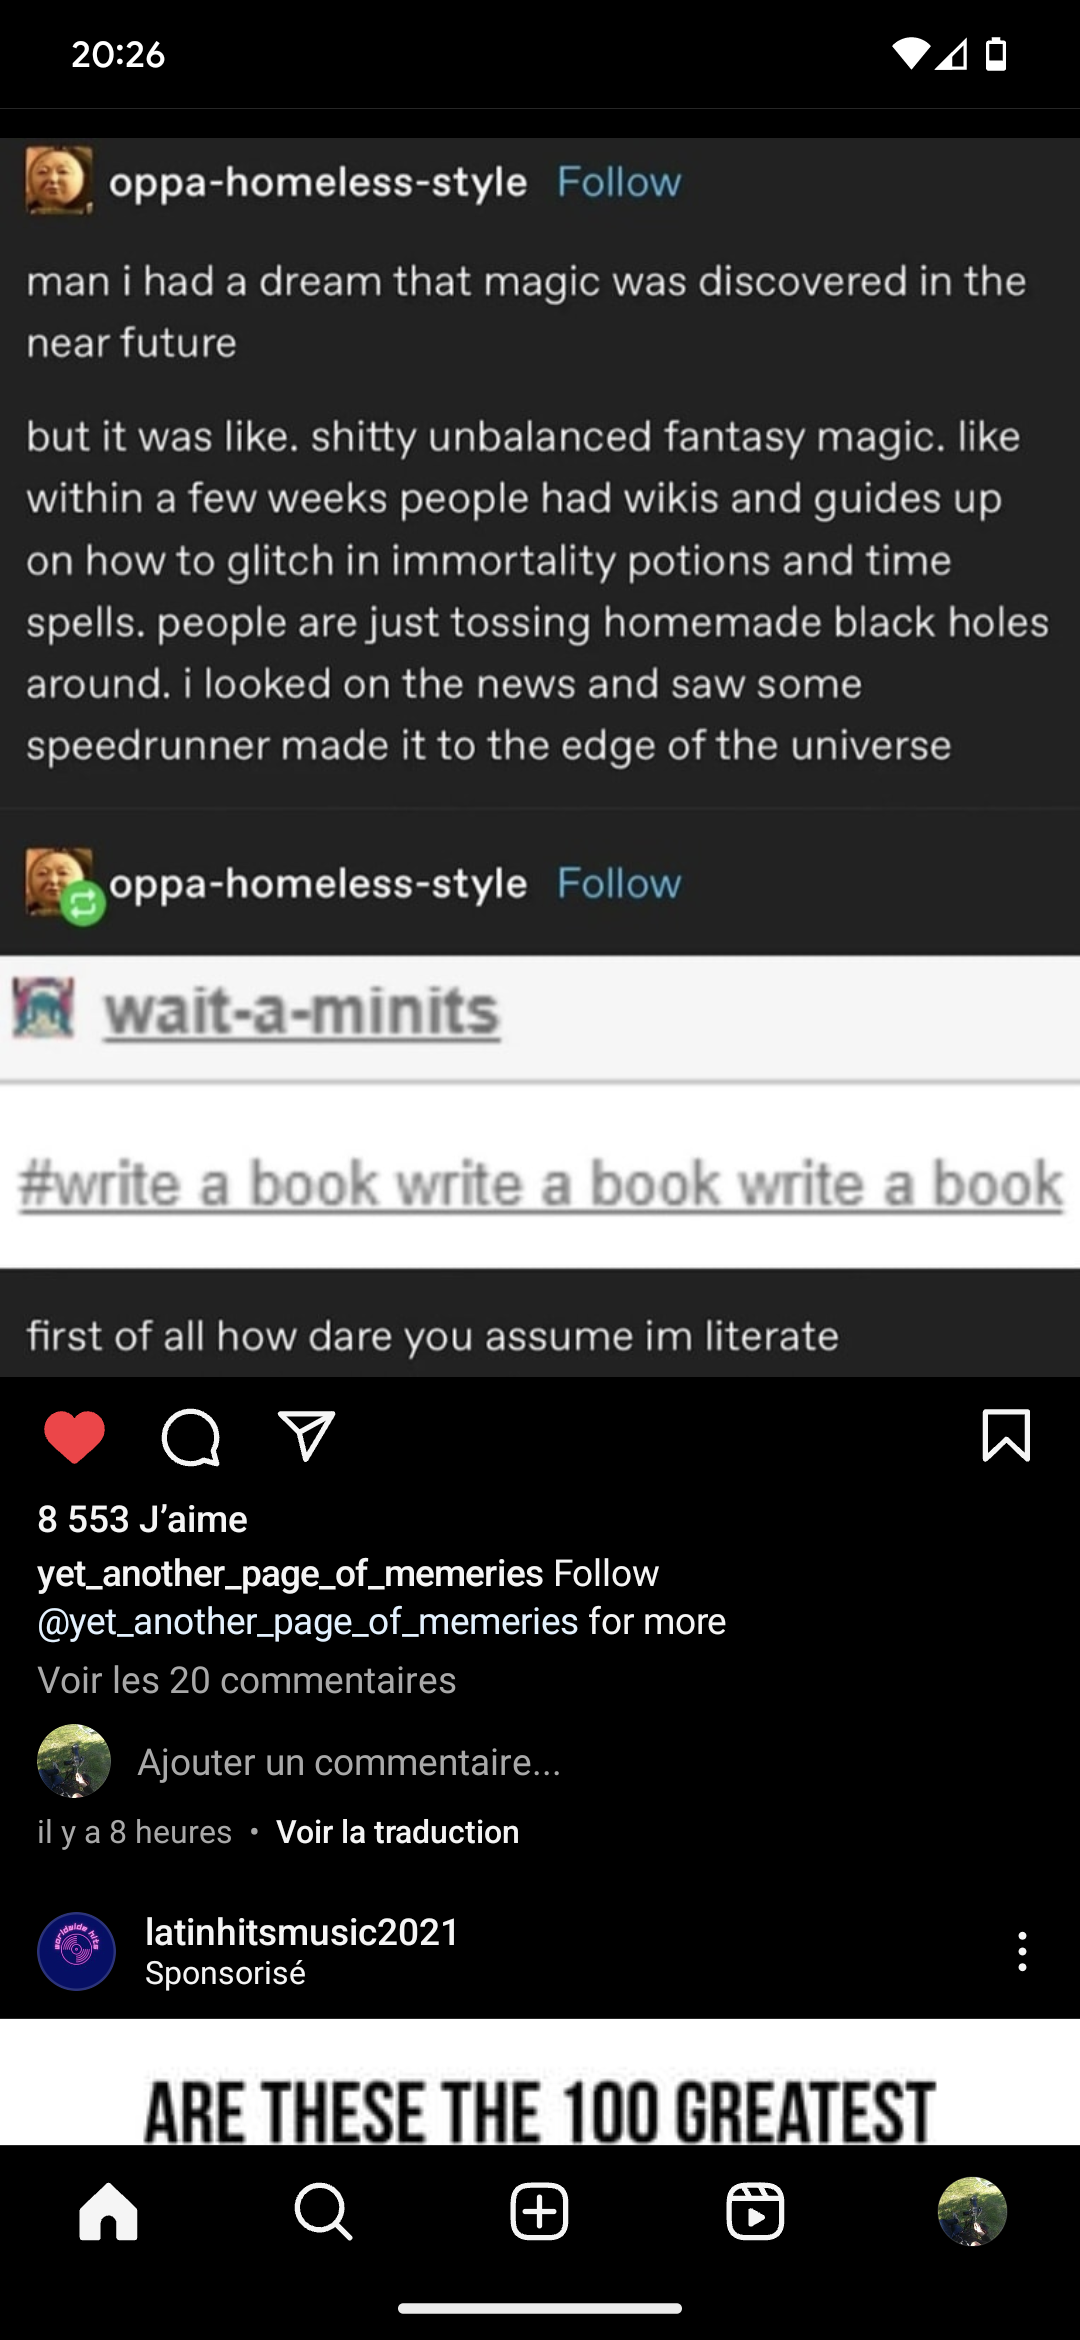 20:26
oppa-homeless-style Follow
man i had a dream that magic was discovered in the
near future
but it was like. shitty unbalanced fantasy magic. like
within a few weeks people had wikis and guides up
on how to glitch in immortality potions and time
spells. people are just tossing homemade black holes
around. i looked on the news and saw some
speedrunner made it to the edge of the universe
oppa-homeless-style Follow
wait-a-minits
#write a book write a book write a book
first of all how dare you assume im literate
8 553 J’aime
yet_another_page_of_memeries Follow
@yet_another_page_of_memeries for more
Voir les 20 commentaires
Ajouter un commentaire...
il y a 8 heures • Voir la traduction
worldwide hits
latinhitsmusic2021
Sponsorisé
ARE THESE THE 100 GREATEST